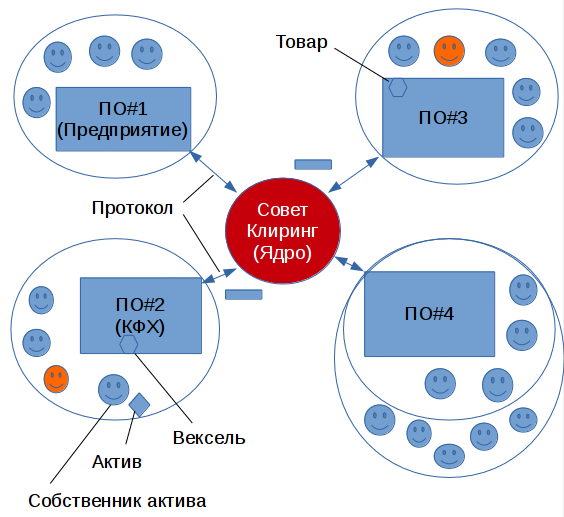 Товар
ПО#1
(Предприятие)
ПО#3
Протокол
Совет
Клиринг
(Ядро)
ПО#2
(КФХ)
ПО#4
Вексель
Актив
Собственник актива